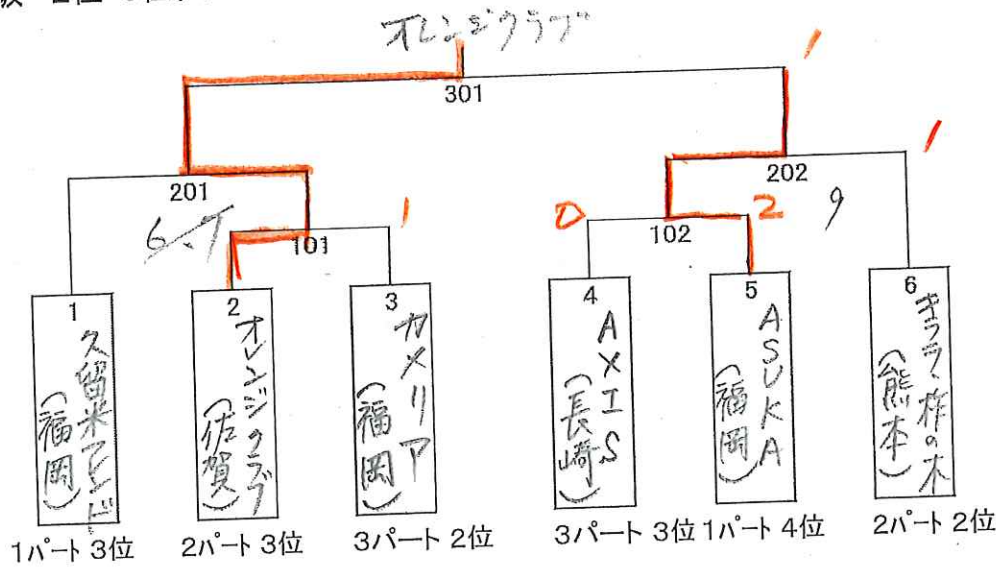 オレンジクラブ
1
301
1
201
202
6.7
1
0
2
9
101
102
1
久留米フレンド
(福岡)
2
オレンジクラブ
(佐賀)
3
カメリア
(福岡)
4
AXIS
(長崎)
5
ASUKA
(福岡)
6
キララ・柞の木
(熊本)
1パート 3位
2パート 3位
3パート 2位
3パート 3位
1パート 4位
2パート 2位